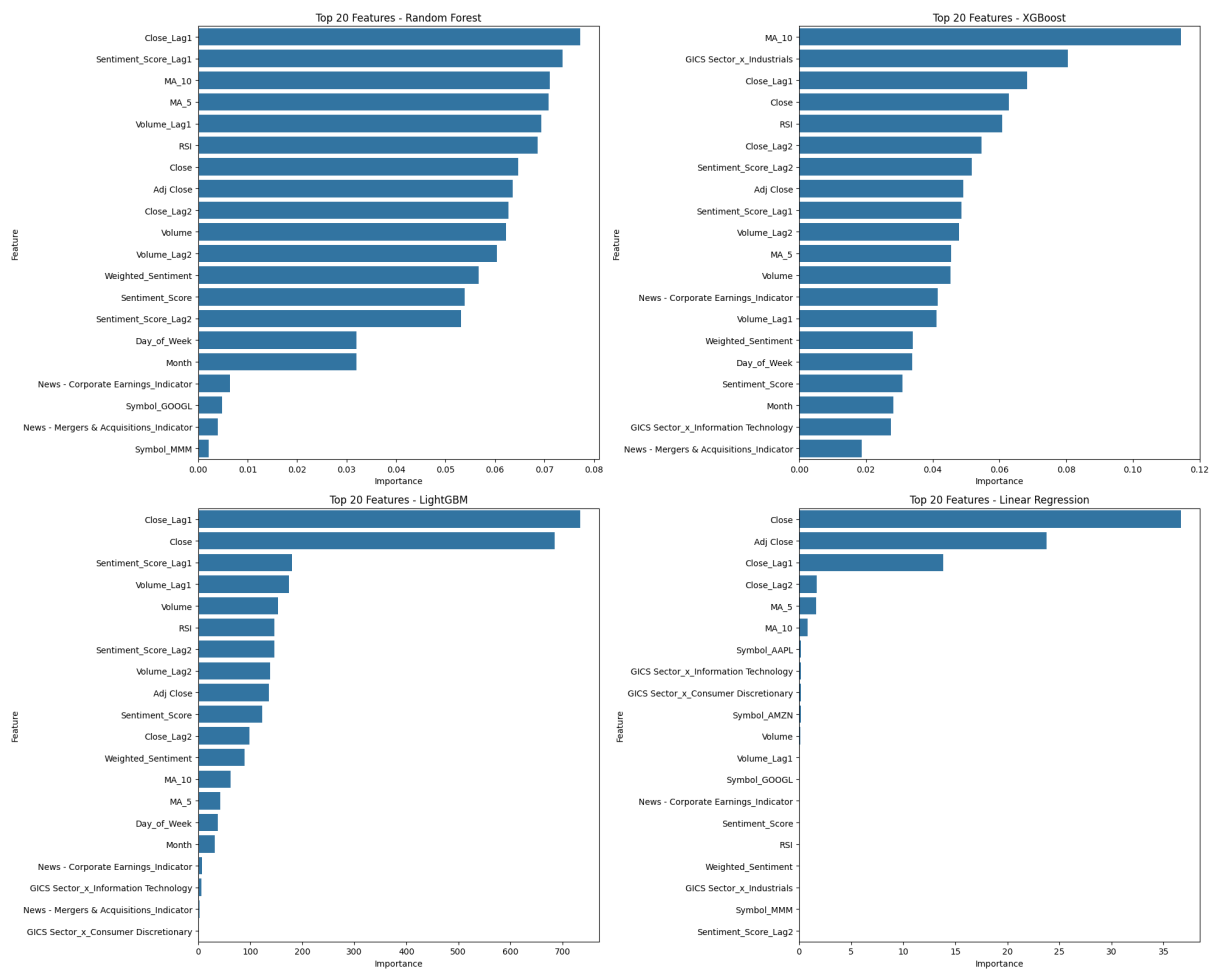 Top 20 Features - Random Forest
Close_Lag1
Sentiment_Score_Lag1
MA_10
MA_5
Volume_Lag1
RSI
Close
Adj Close
Close_Lag2
Volume
Volume_Lag2
Weighted_Sentiment
Sentiment_Score
Sentiment_Score_Lag2
Day_of_Week
Month
News - Corporate Earnings_Indicator
Symbol_GOOGL
News - Mergers & Acquisitions_Indicator
Symbol_MMM
Feature
0.00 0.01 0.02 0.03 0.04 0.05 0.06 0.07 0.08
Importance
Top 20 Features - XGBoost
MA_10
GICS Sector_x_Industrials
Close_Lag1
Close
RSI
Close_Lag2
Sentiment_Score_Lag2
Adj Close
Sentiment_Score_Lag1
Volume_Lag2
MA_5
Volume
News - Corporate Earnings_Indicator
Volume_Lag1
Weighted_Sentiment
Day_of_Week
Sentiment_Score
Month
GICS Sector_x_Information Technology
News - Mergers & Acquisitions_Indicator
Feature
0.00 0.02 0.04 0.06 0.08 0.10 0.12
Importance
Top 20 Features - LightGBM
Close_Lag1
Close
Sentiment_Score_Lag1
Volume_Lag1
Volume
RSI
Sentiment_Score_Lag2
Volume_Lag2
Adj Close
Sentiment_Score
Close_Lag2
Weighted_Sentiment
MA_10
MA_5
Day_of_Week
Month
News - Corporate Earnings_Indicator
GICS Sector_x_Information Technology
News - Mergers & Acquisitions_Indicator
GICS Sector_x_Consumer Discretionary
Feature
0 100 200 300 400 500 600 700
Importance
Top 20 Features - Linear Regression
Close
Adj Close
Close_Lag1
Close_Lag2
MA_5
MA_10
Symbol_AAPL
GICS Sector_x_Information Technology
GICS Sector_x_Consumer Discretionary
Symbol_AMZN
Volume
Volume_Lag1
Symbol_GOOGL
News - Corporate Earnings_Indicator
Sentiment_Score
RSI
Weighted_Sentiment
GICS Sector_x_Industrials
Symbol_MMM
Sentiment_Score_Lag2
Feature
0 5 10 15 20 25 30 35
Importance